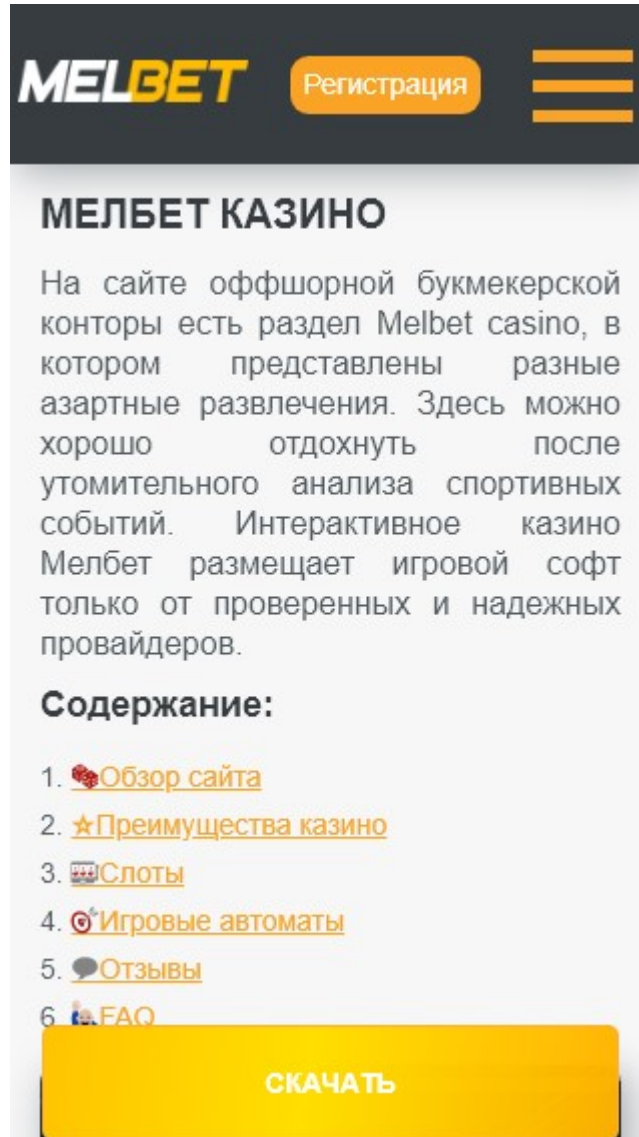 MELBET
Регистрация
МЕЛБЕТ КАЗИНО
На сайте оффшорной букмекерской
конторы есть раздел Melbet casino, в
котором представлены разные
азартные развлечения. Здесь можно
хорошо отдохнуть после
утомительного анализа спортивных
событий. Интерактивное казино
Мелбет размещает игровой софт
только от проверенных и надежных
провайдеров.
Содержание:
1. Обзор сайта
2. Преимущества казино
3. Слоты
4. Игровые автоматы
5. Отзывы
6. FAQ
СКАЧАТЬ